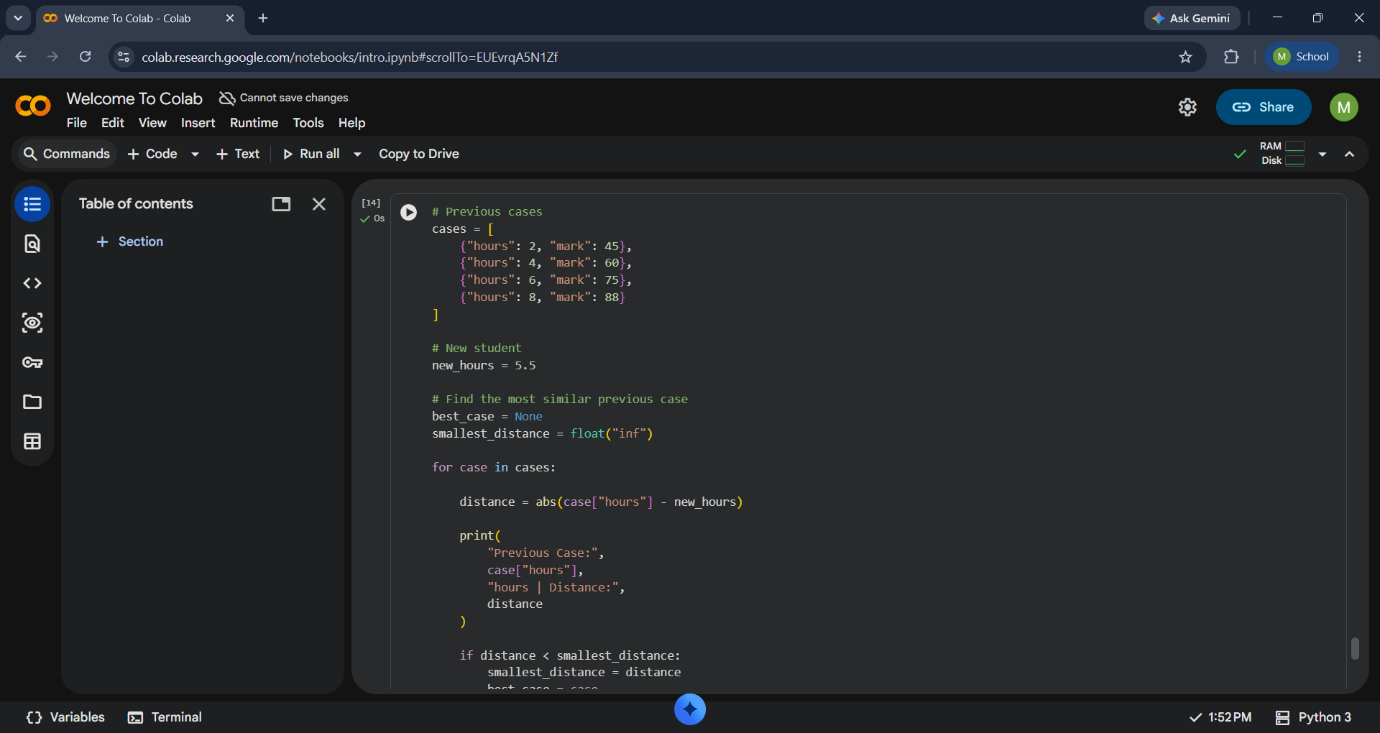 Welcome To Colab - Colab
Ask Gemini
colab.research.google.com/notebooks/intro.ipynb#scrollTo=EUEvrqA5N1Zf
M School
Welcome To Colab
Cannot save changes
File Edit View Insert Runtime Tools Help
Share
M
Commands + Code + Text Run all Copy to Drive
RAM
Disk
Table of contents
+ Section
[14]
0s
# Previous cases
cases = [
    {"hours": 2, "mark": 45},
    {"hours": 4, "mark": 60},
    {"hours": 6, "mark": 75},
    {"hours": 8, "mark": 88}
]
# New student
new_hours = 5.5
# Find the most similar previous case
best_case = None
smallest_distance = float("inf")
for case in cases:
    distance = abs(case["hours"] - new_hours)
    print(
        "Previous Case:",
        case["hours"],
        "hours | Distance:",
        distance
    )
    if distance < smallest_distance:
        smallest_distance = distance
        best_case = case
Variables Terminal
1:52 PM Python 3